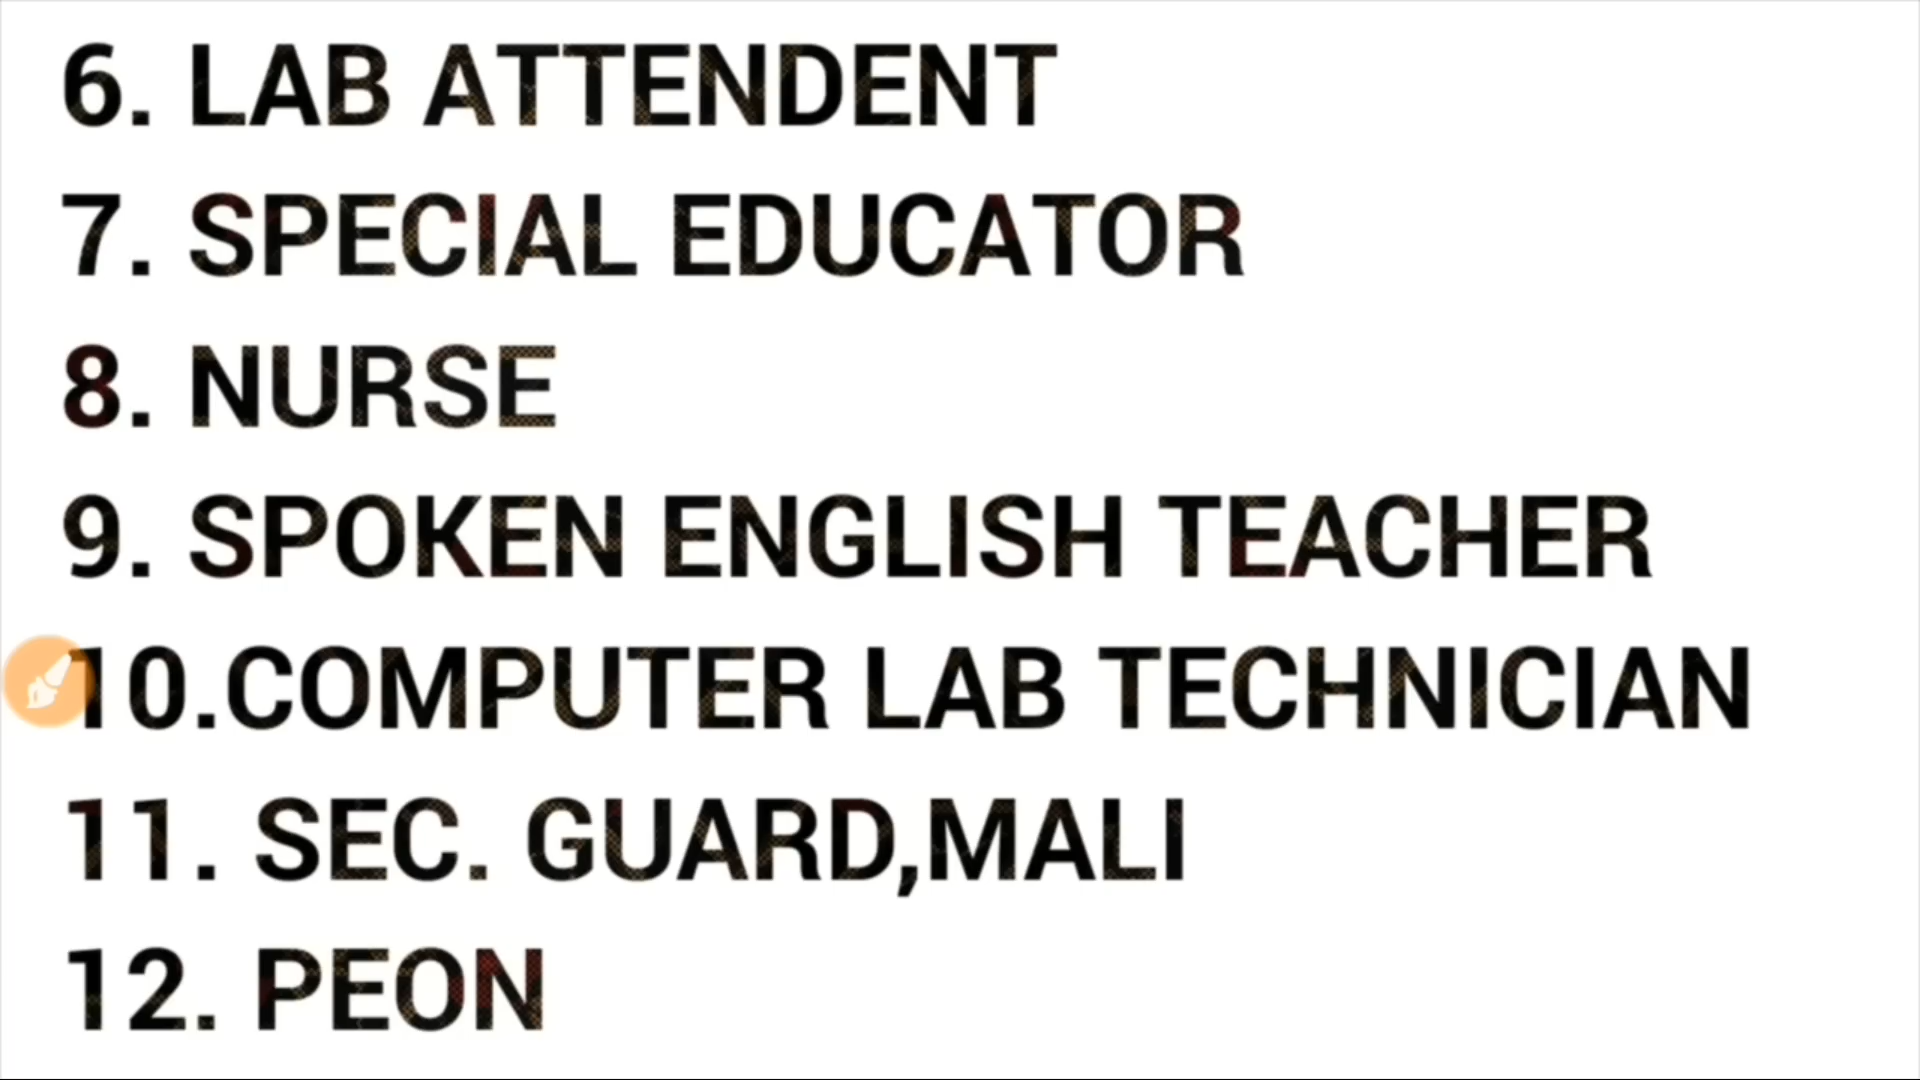 6. LAB ATTENDENT
7. SPECIAL EDUCATOR
8. NURSE
9. SPOKEN ENGLISH TEACHER
10.COMPUTER LAB TECHNICIAN
11. SEC. GUARD,MALI
12. PEON